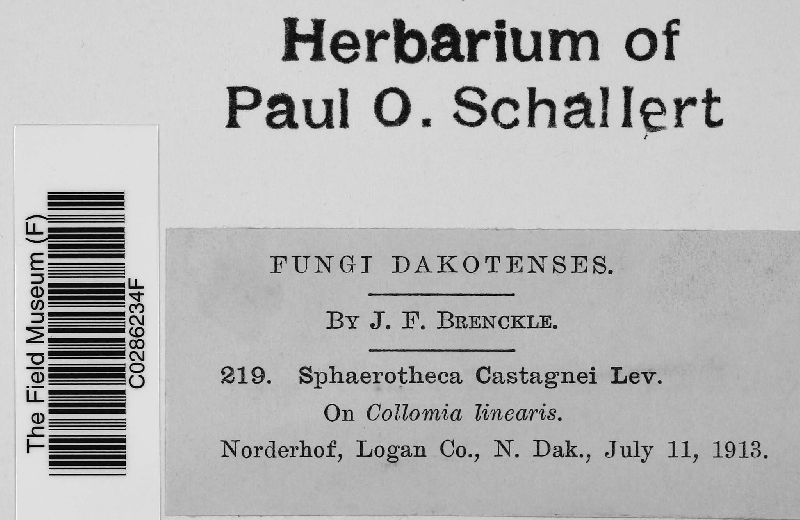 Herbarium of
Paul O. Schallert
The Field Museum (F)
C0286234F
FUNGI DAKOTENSES.
By J. F. Brenckle.
219. Sphaerotheca Castagnei Lev.
On Collomia linearis.
Norderhof, Logan Co., N. Dak., July 11, 1913.